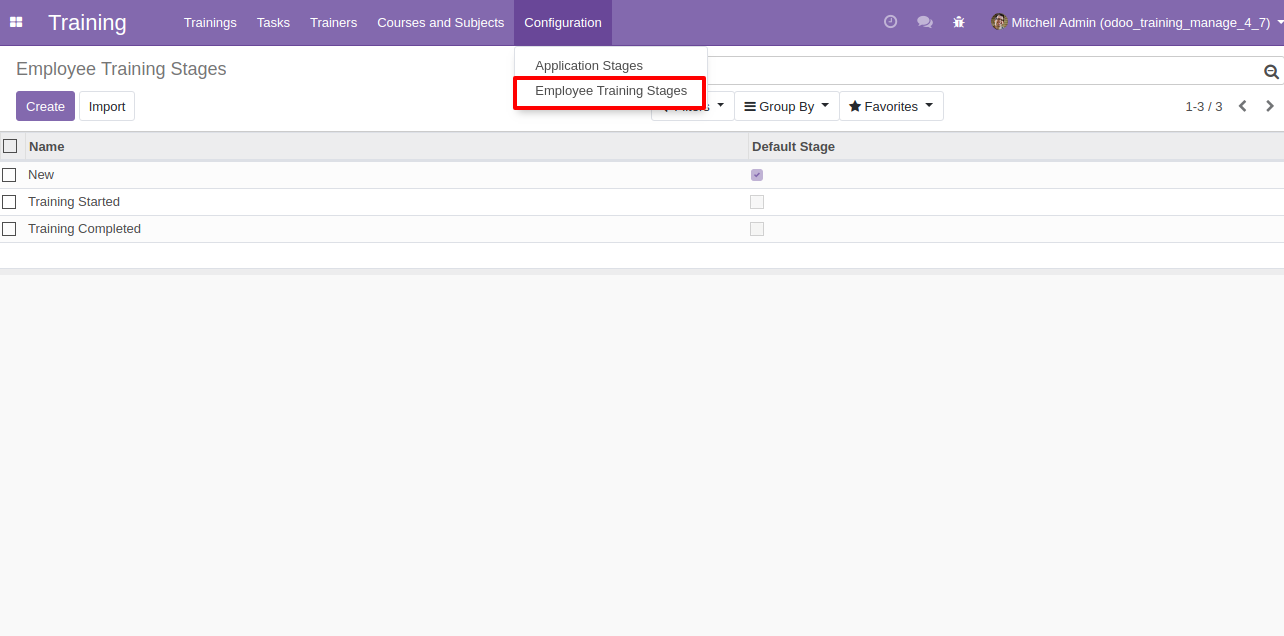 Training Trainings Tasks Trainers Courses and Subjects Configuration Mitchell Admin (odoo_training_manage_4_7)
Application Stages
Employee Training Stages
Employee Training Stages
Create Import Filters Group By Favorites 1-3 / 3
Name Default Stage
New
Training Started
Training Completed